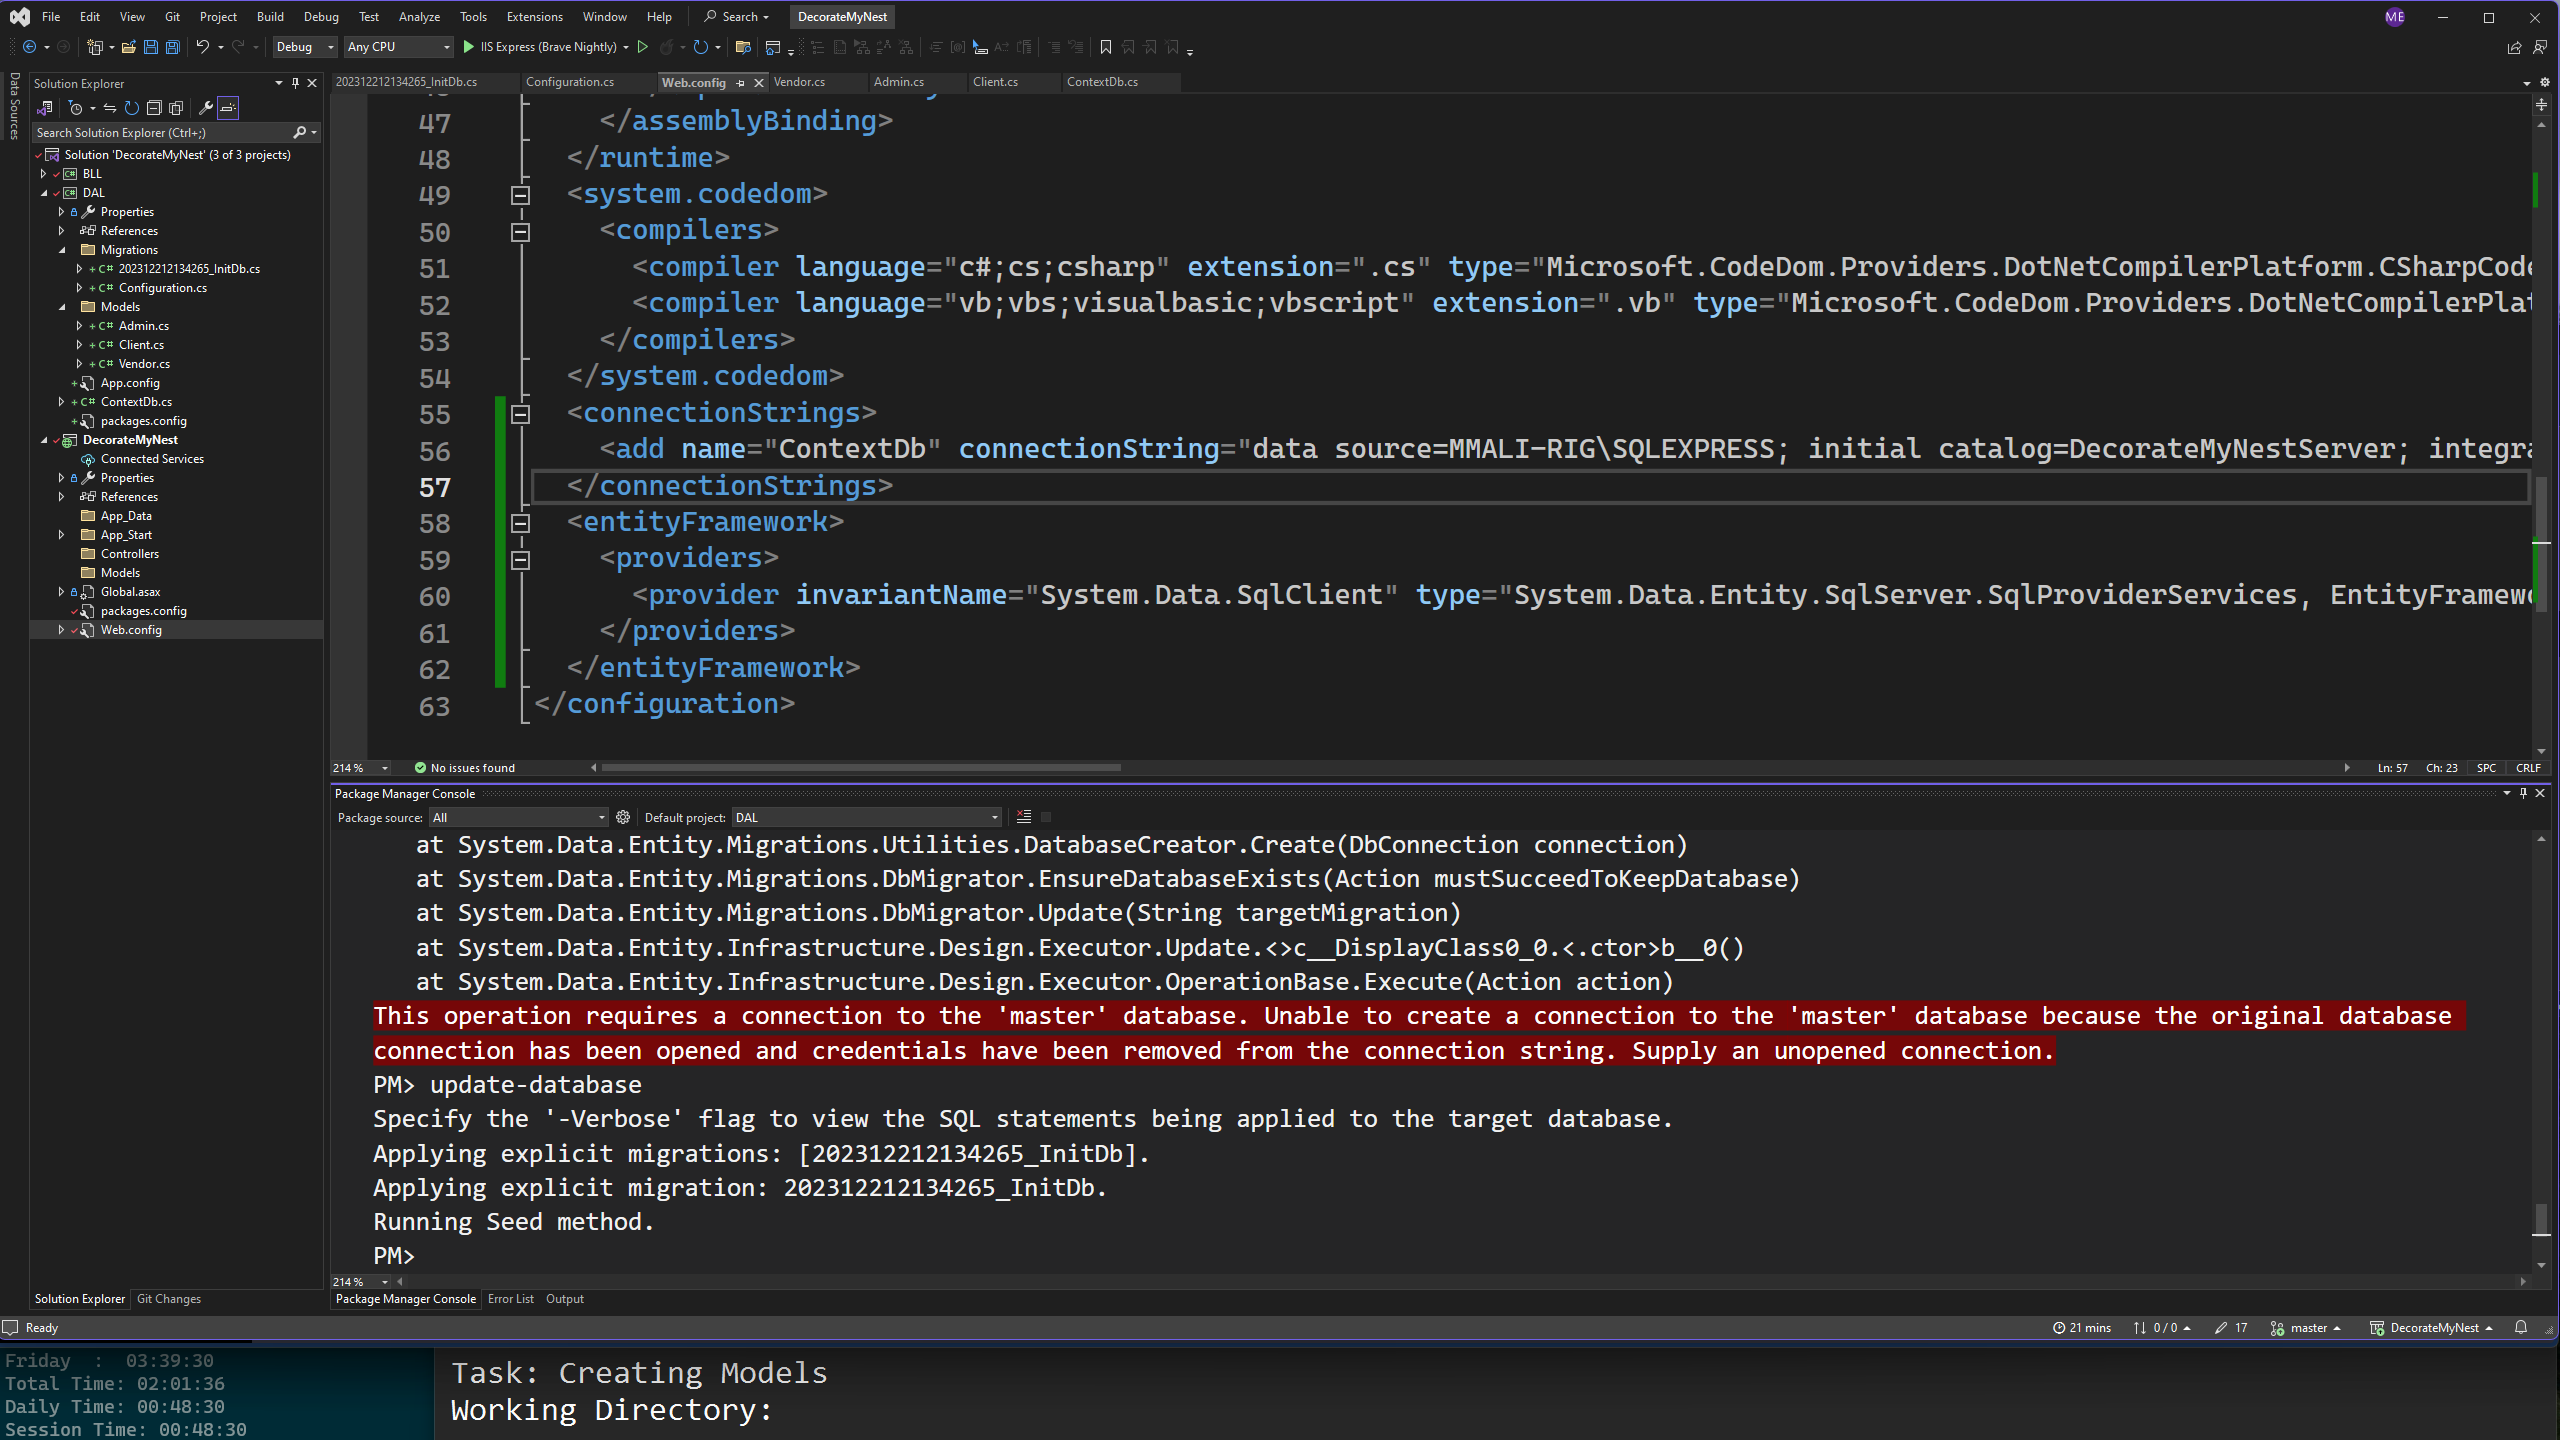 File Edit View Git Project Build Debug Test Analyze Tools Extensions Window Help Search DecorateMyNest ME
Debug Any CPU IIS Express (Brave Nightly)
Data Sources
Solution Explorer
Search Solution Explorer (Ctrl+;)
Solution 'DecorateMyNest' (3 of 3 projects)
C# BLL
C# DAL
Properties
References
Migrations
C# 202312212134265_InitDb.cs
C# Configuration.cs
Models
C# Admin.cs
C# Client.cs
C# Vendor.cs
App.config
C# ContextDb.cs
packages.config
DecorateMyNest
Connected Services
Properties
References
App_Data
App_Start
Controllers
Models
Global.asax
packages.config
Web.config
Solution Explorer Git Changes
202312212134265_InitDb.cs Configuration.cs Web.config Vendor.cs Admin.cs Client.cs ContextDb.cs
47 </assemblyBinding>
48 </runtime>
49 <system.codedom>
50 <compilers>
51 <compiler language="c#;cs;csharp" extension=".cs" type="Microsoft.CodeDom.Providers.DotNetCompilerPlatform.CSharpCode
52 <compiler language="vb;vbs;visualbasic;vbscript" extension=".vb" type="Microsoft.CodeDom.Providers.DotNetCompilerPlat
53 </compilers>
54 </system.codedom>
55 <connectionStrings>
56 <add name="ContextDb" connectionString="data source=MMALI-RIG\SQLEXPRESS; initial catalog=DecorateMyNestServer; integra
57 </connectionStrings>
58 <entityFramework>
59 <providers>
60 <provider invariantName="System.Data.SqlClient" type="System.Data.Entity.SqlServer.SqlProviderServices, EntityFramewo
61 </providers>
62 </entityFramework>
63 </configuration>
214 % No issues found Ln: 57 Ch: 23 SPC CRLF
Package Manager Console
Package source: All Default project: DAL
at System.Data.Entity.Migrations.Utilities.DatabaseCreator.Create(DbConnection connection)
at System.Data.Entity.Migrations.DbMigrator.EnsureDatabaseExists(Action mustSucceedToKeepDatabase)
at System.Data.Entity.Migrations.DbMigrator.Update(String targetMigration)
at System.Data.Entity.Infrastructure.Design.Executor.Update.<>c__DisplayClass0_0.<.ctor>b__0()
at System.Data.Entity.Infrastructure.Design.Executor.OperationBase.Execute(Action action)
This operation requires a connection to the 'master' database. Unable to create a connection to the 'master' database because the original database
connection has been opened and credentials have been removed from the connection string. Supply an unopened connection.
PM> update-database
Specify the '-Verbose' flag to view the SQL statements being applied to the target database.
Applying explicit migrations: [202312212134265_InitDb].
Applying explicit migration: 202312212134265_InitDb.
Running Seed method.
PM>
214 %
Package Manager Console Error List Output
Ready 21 mins 0 / 0 17 master DecorateMyNest
Friday : 03:39:30
Total Time: 02:01:36
Daily Time: 00:48:30
Session Time: 00:48:30
Task: Creating Models
Working Directory: